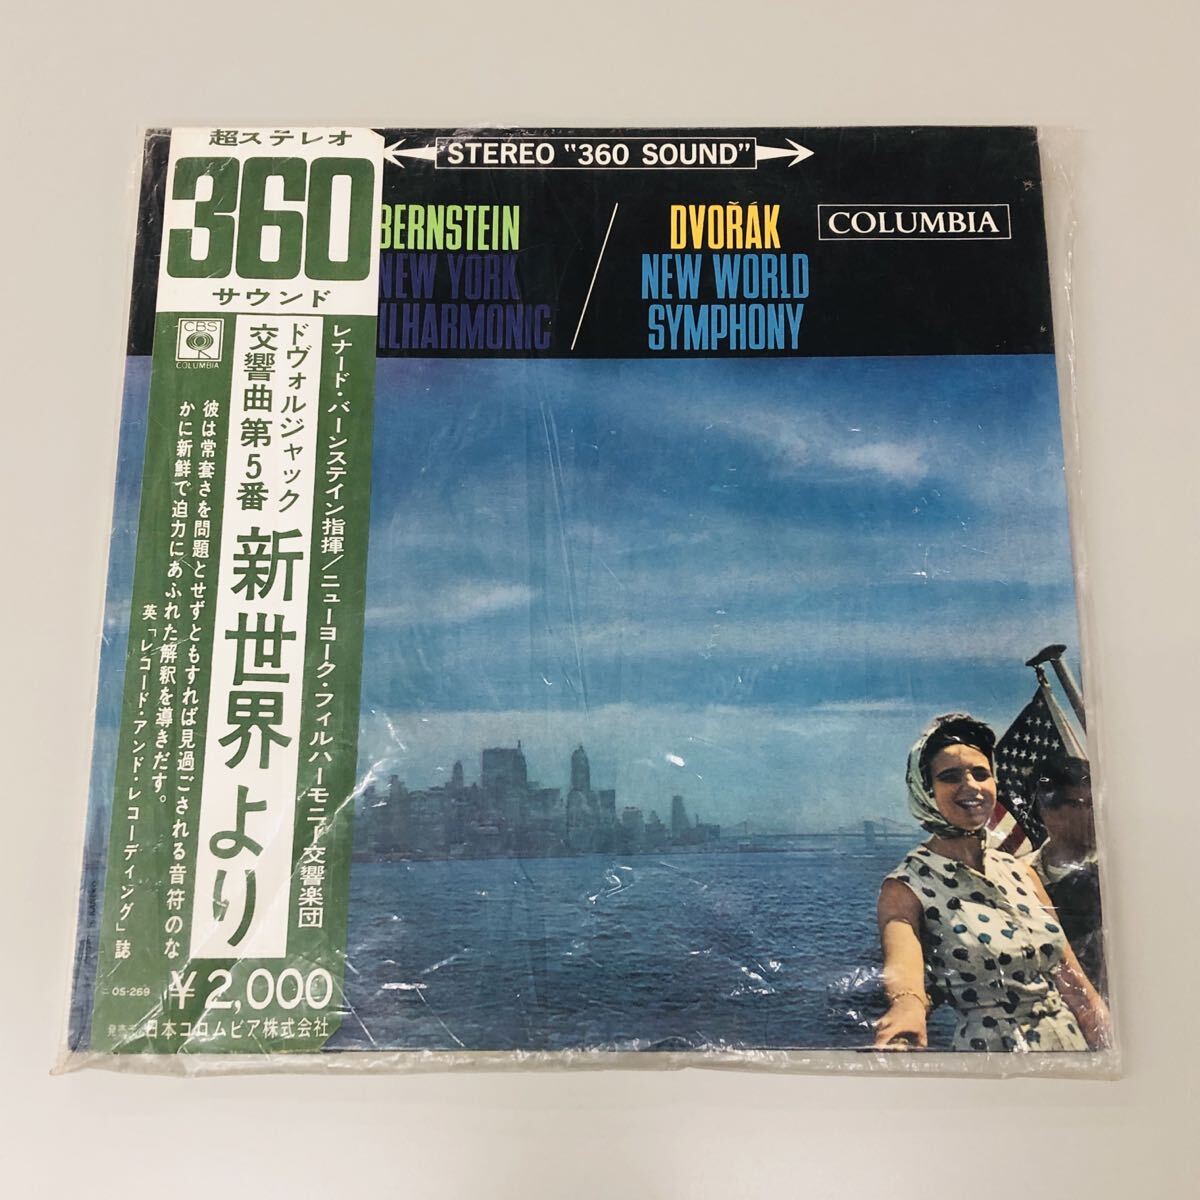 超ステレオ
360
サウンド
CBS
COLUMBIA
レナード・バーンステイン指揮/ニューヨーク・フィルハーモニー交響楽団
ドヴォルジャック
交響曲第5番
新世界より
彼は常套さを問題とせずともすれば見過ごされる音符のな
かに新鮮で迫力にあふれた解釈を導きだす。
英「レコード・アンド・レコーディング」誌
OS-269
¥2,000
日本コロムビア株式会社
STEREO "360 SOUND"
BERNSTEIN
NEW YORK
ILHARMONIC
/
DVOŘÁK
NEW WORLD
SYMPHONY
COLUMBIA